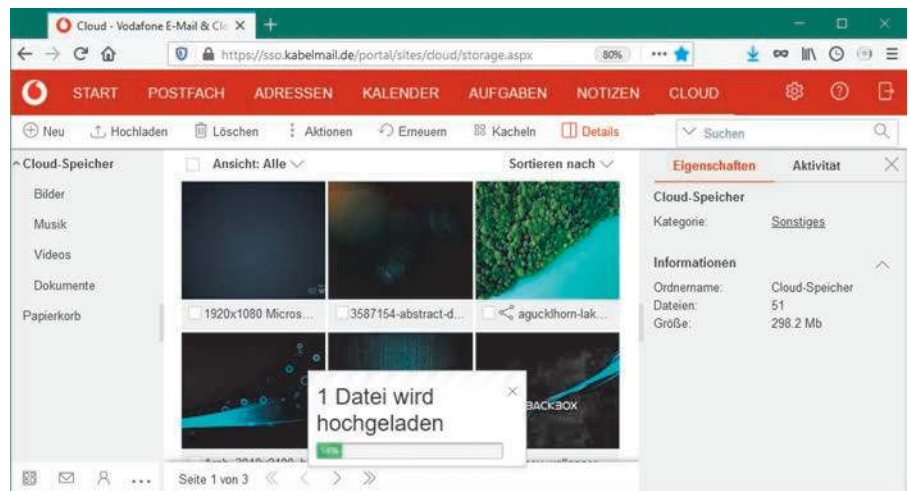 Cloud - Vodafone E-Mail & Clo
https://sso.kabelmail.de/portal/sites/cloud/storage.aspx 80%
START POSTFACH ADRESSEN KALENDER AUFGABEN NOTIZEN CLOUD
Neu Hochladen Löschen Aktionen Erneuern Kacheln Details Suchen
Cloud-Speicher
Bilder
Musik
Videos
Dokumente
Papierkorb
Ansicht: Alle Sortieren nach
1920x1080 Micros... 3587154-abstract-d... agucklhorn-lak...
BACKBOX
1 Datei wird
hochgeladen
14%
Seite 1 von 3
Eigenschaften Aktivität
Cloud-Speicher
Kategorie: Sonstiges
Informationen
Ordnername: Cloud-Speicher
Dateien: 51
Größe: 298.2 Mb